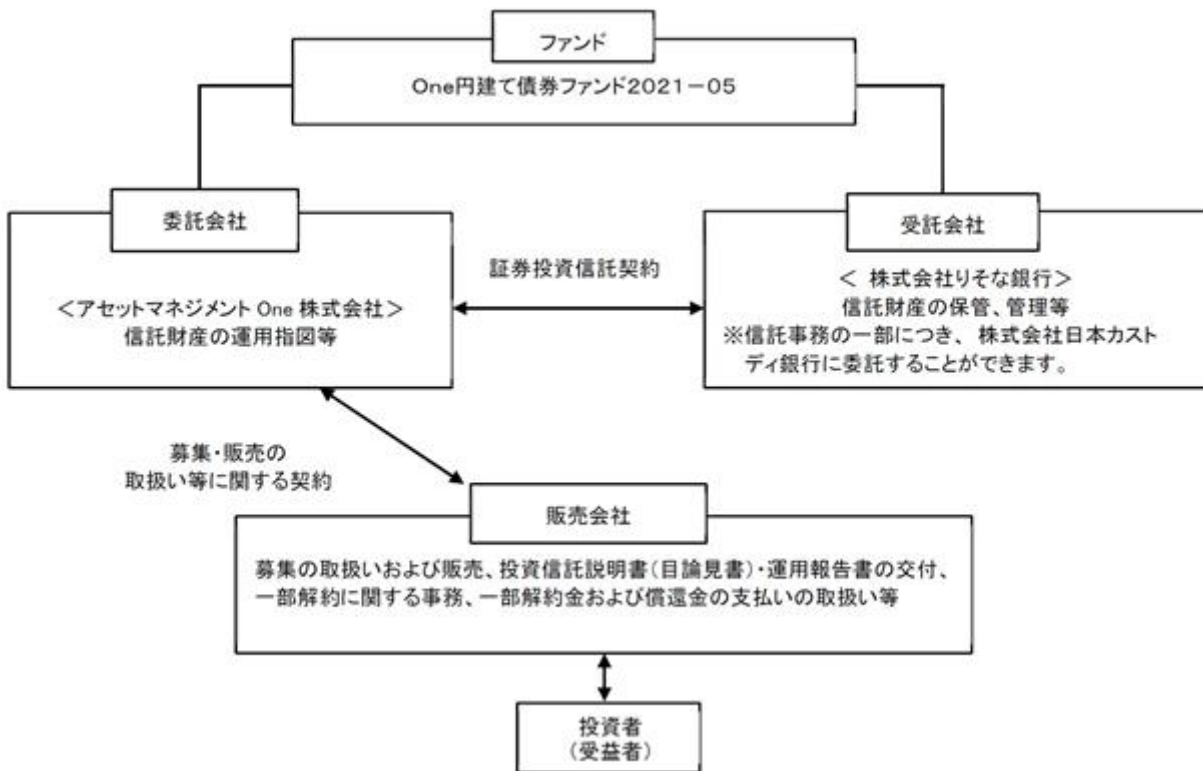 ファンド
One円建て債券ファンド2021－05
委託会社
＜アセットマネジメント One 株式会社＞
信託財産の運用指図等
証券投資信託契約
受託会社
＜ 株式会社りそな銀行＞
信託財産の保管、管理等
※信託事務の一部につき、 株式会社日本カスト
ディ銀行に委託することができます。
募集・販売の
取扱い等に関する契約
販売会社
募集の取扱いおよび販売、投資信託説明書（目論見書）・運用報告書の交付、
一部解約に関する事務、一部解約金および償還金の支払いの取扱い等
投資者
（受益者）